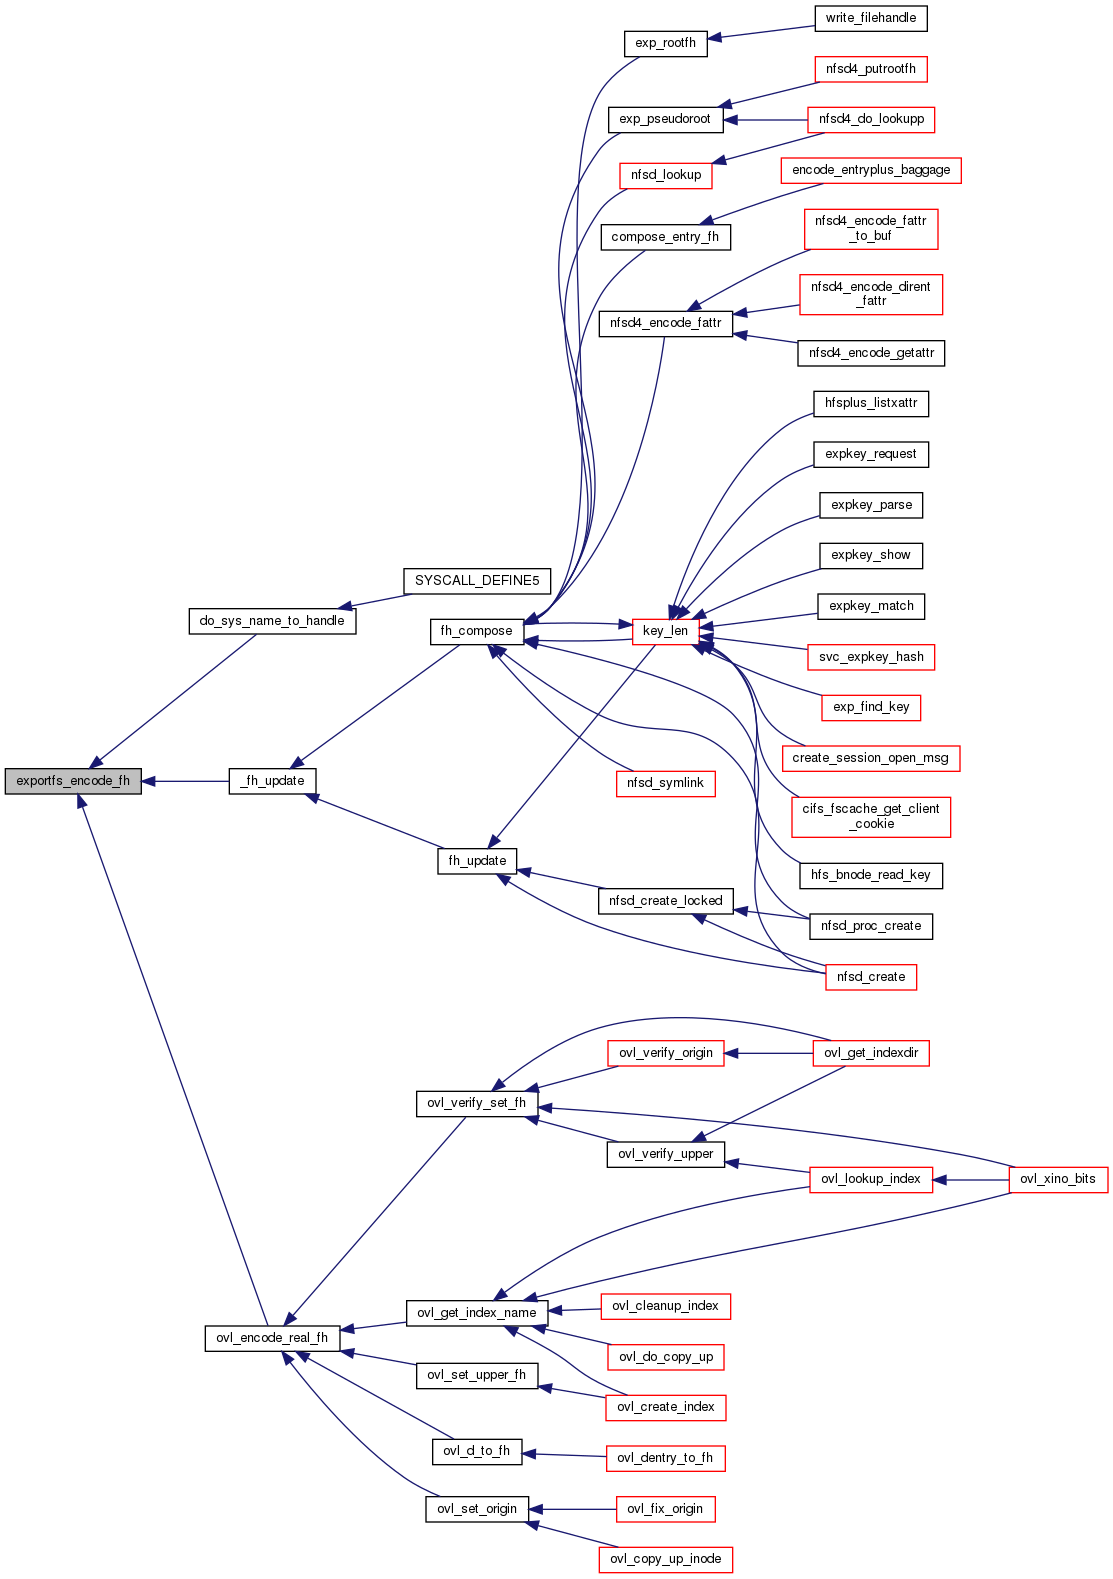 write_filehandle
exp_rootfh
nfsd4_putrootfh
exp_pseudoroot
nfsd4_do_lookupp
nfsd_lookup
encode_entryplus_baggage
compose_entry_fh
nfsd4_encode_fattr
_to_buf
nfsd4_encode_dirent
_fattr
nfsd4_encode_fattr
nfsd4_encode_getattr
hfsplus_listxattr
expkey_request
expkey_parse
expkey_show
SYSCALL_DEFINE5
expkey_match
do_sys_name_to_handle
fh_compose
key_len
svc_expkey_hash
exp_find_key
create_session_open_msg
exportfs_encode_fh
_fh_update
nfsd_symlink
cifs_fscache_get_client
_cookie
fh_update
hfs_bnode_read_key
nfsd_create_locked
nfsd_proc_create
nfsd_create
ovl_verify_origin
ovl_get_indexdir
ovl_verify_set_fh
ovl_verify_upper
ovl_lookup_index
ovl_xino_bits
ovl_cleanup_index
ovl_get_index_name
ovl_encode_real_fh
ovl_do_copy_up
ovl_set_upper_fh
ovl_create_index
ovl_d_to_fh
ovl_dentry_to_fh
ovl_set_origin
ovl_fix_origin
ovl_copy_up_inode